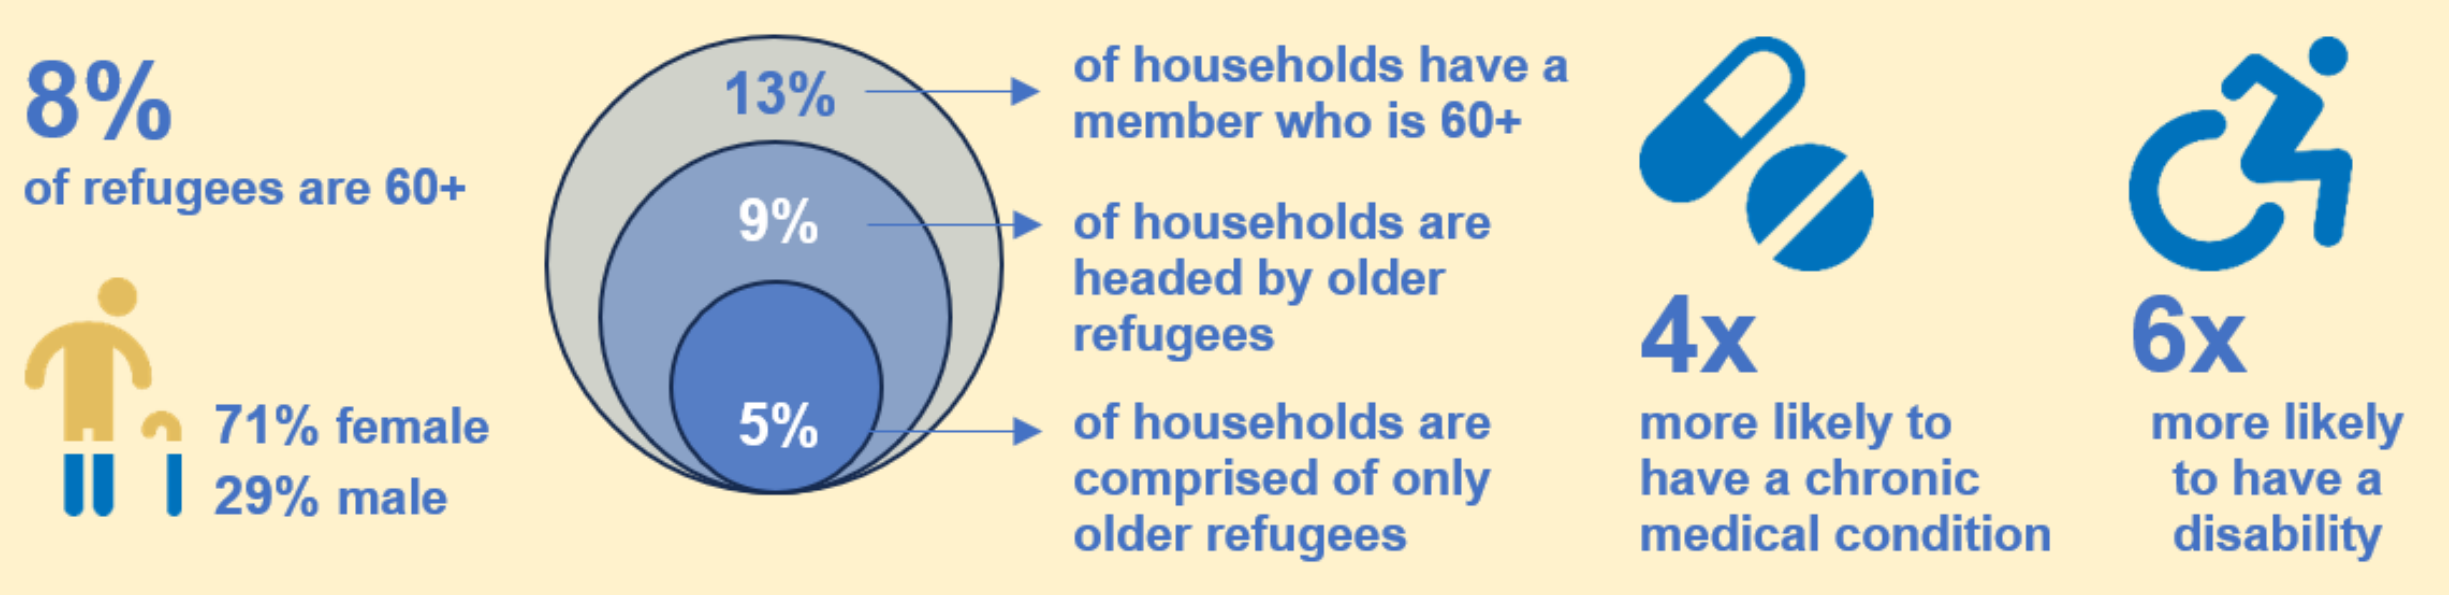 8%
of refugees are 60+
71% female
29% male
13%
of households have a
member who is 60+
9%
of households are
headed by older
refugees
5%
of households are
comprised of only
older refugees
4x
more likely to
have a chronic
medical condition
6x
more likely
to have a
disability